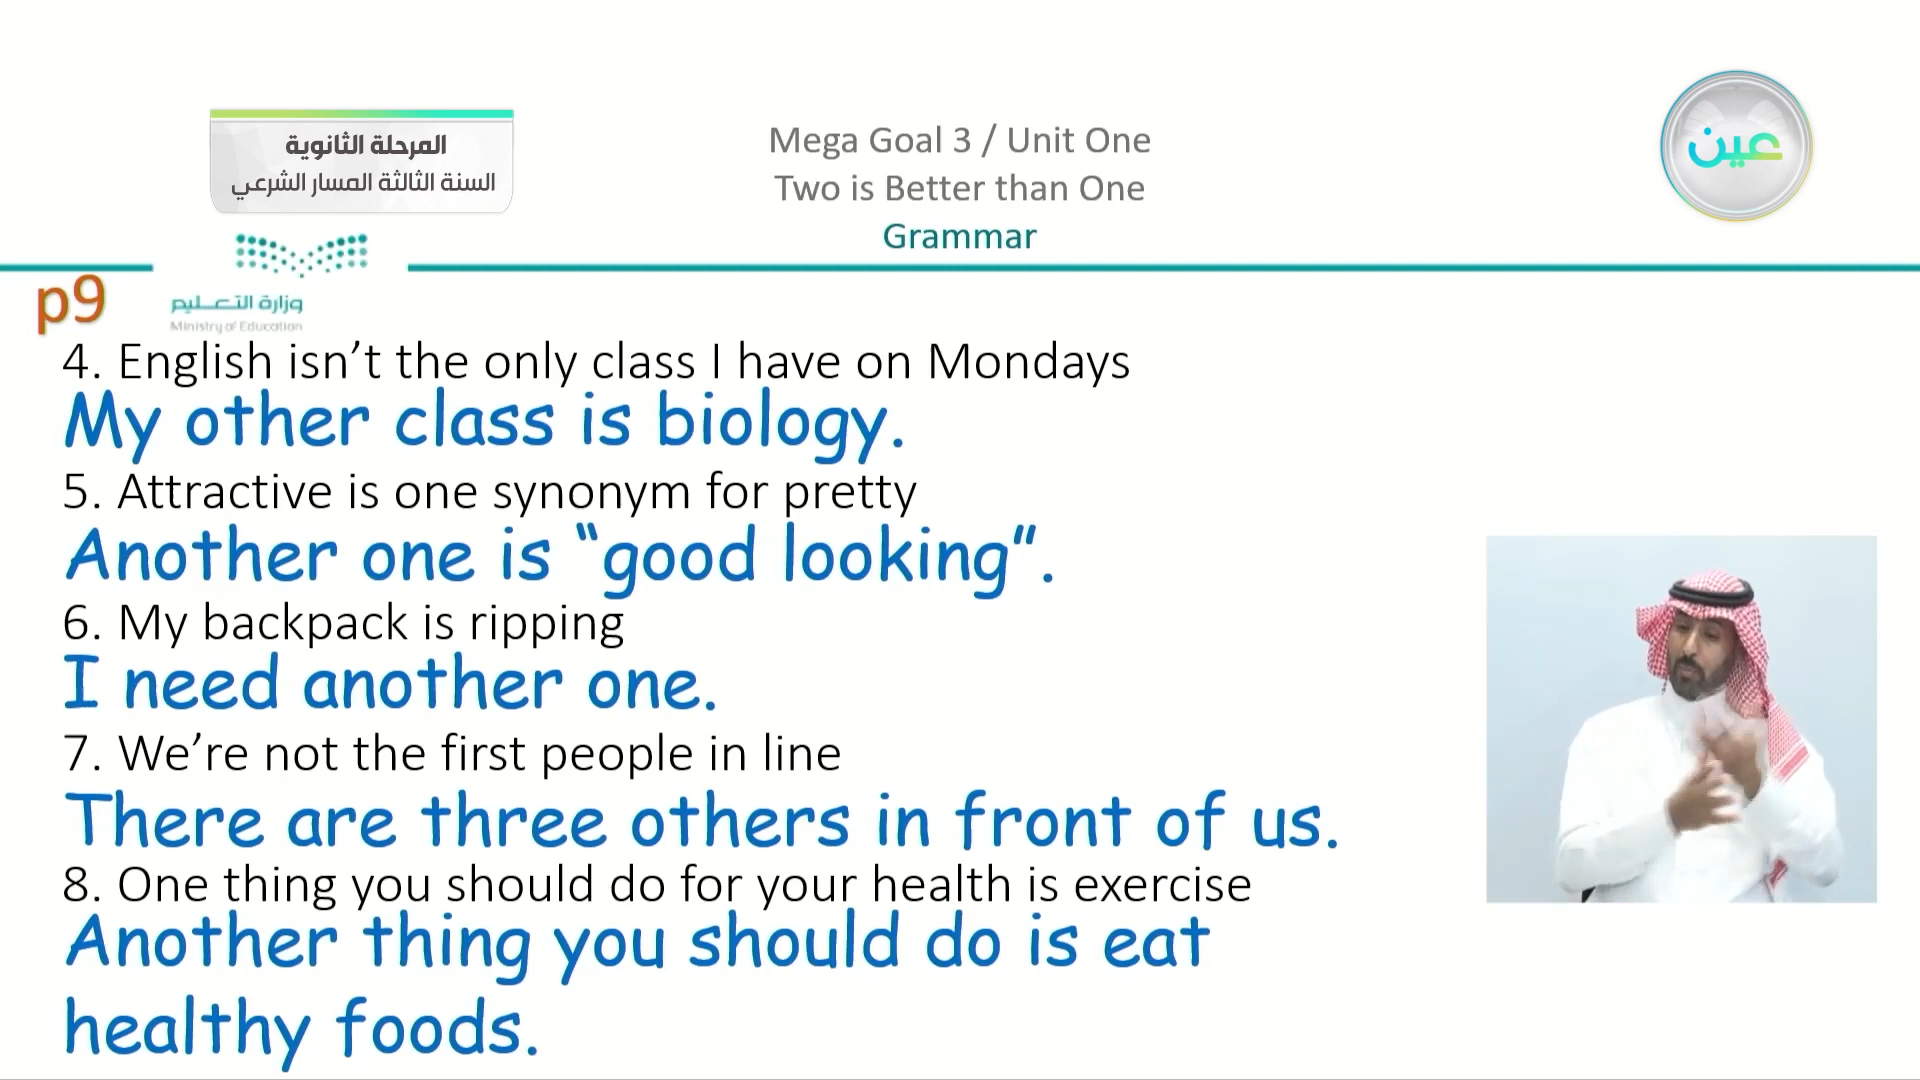 المرحلة الثانوية
السنة الثالثة المسار الشرعي
Mega Goal 3 / Unit One
Two is Better than One
Grammar
عين
وزارة التعليم
Ministry of Education
p9
4. English isn’t the only class I have on Mondays
My other class is biology.
5. Attractive is one synonym for pretty
Another one is “good looking”.
6. My backpack is ripping
I need another one.
7. We’re not the first people in line
There are three others in front of us.
8. One thing you should do for your health is exercise
Another thing you should do is eat
healthy foods.